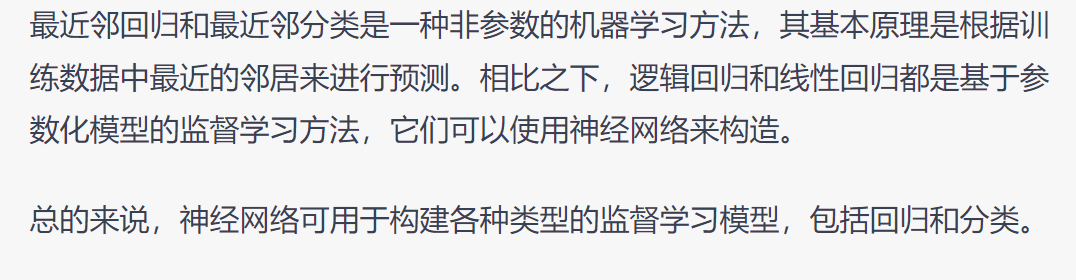 最近邻回归和最近邻分类是一种非参数的机器学习方法，其基本原理是根据训
练数据中最近的邻居来进行预测。相比之下，逻辑回归和线性回归都是基于参
数化模型的监督学习方法，它们可以使用神经网络来构造。
总的来说，神经网络可用于构建各种类型的监督学习模型，包括回归和分类。